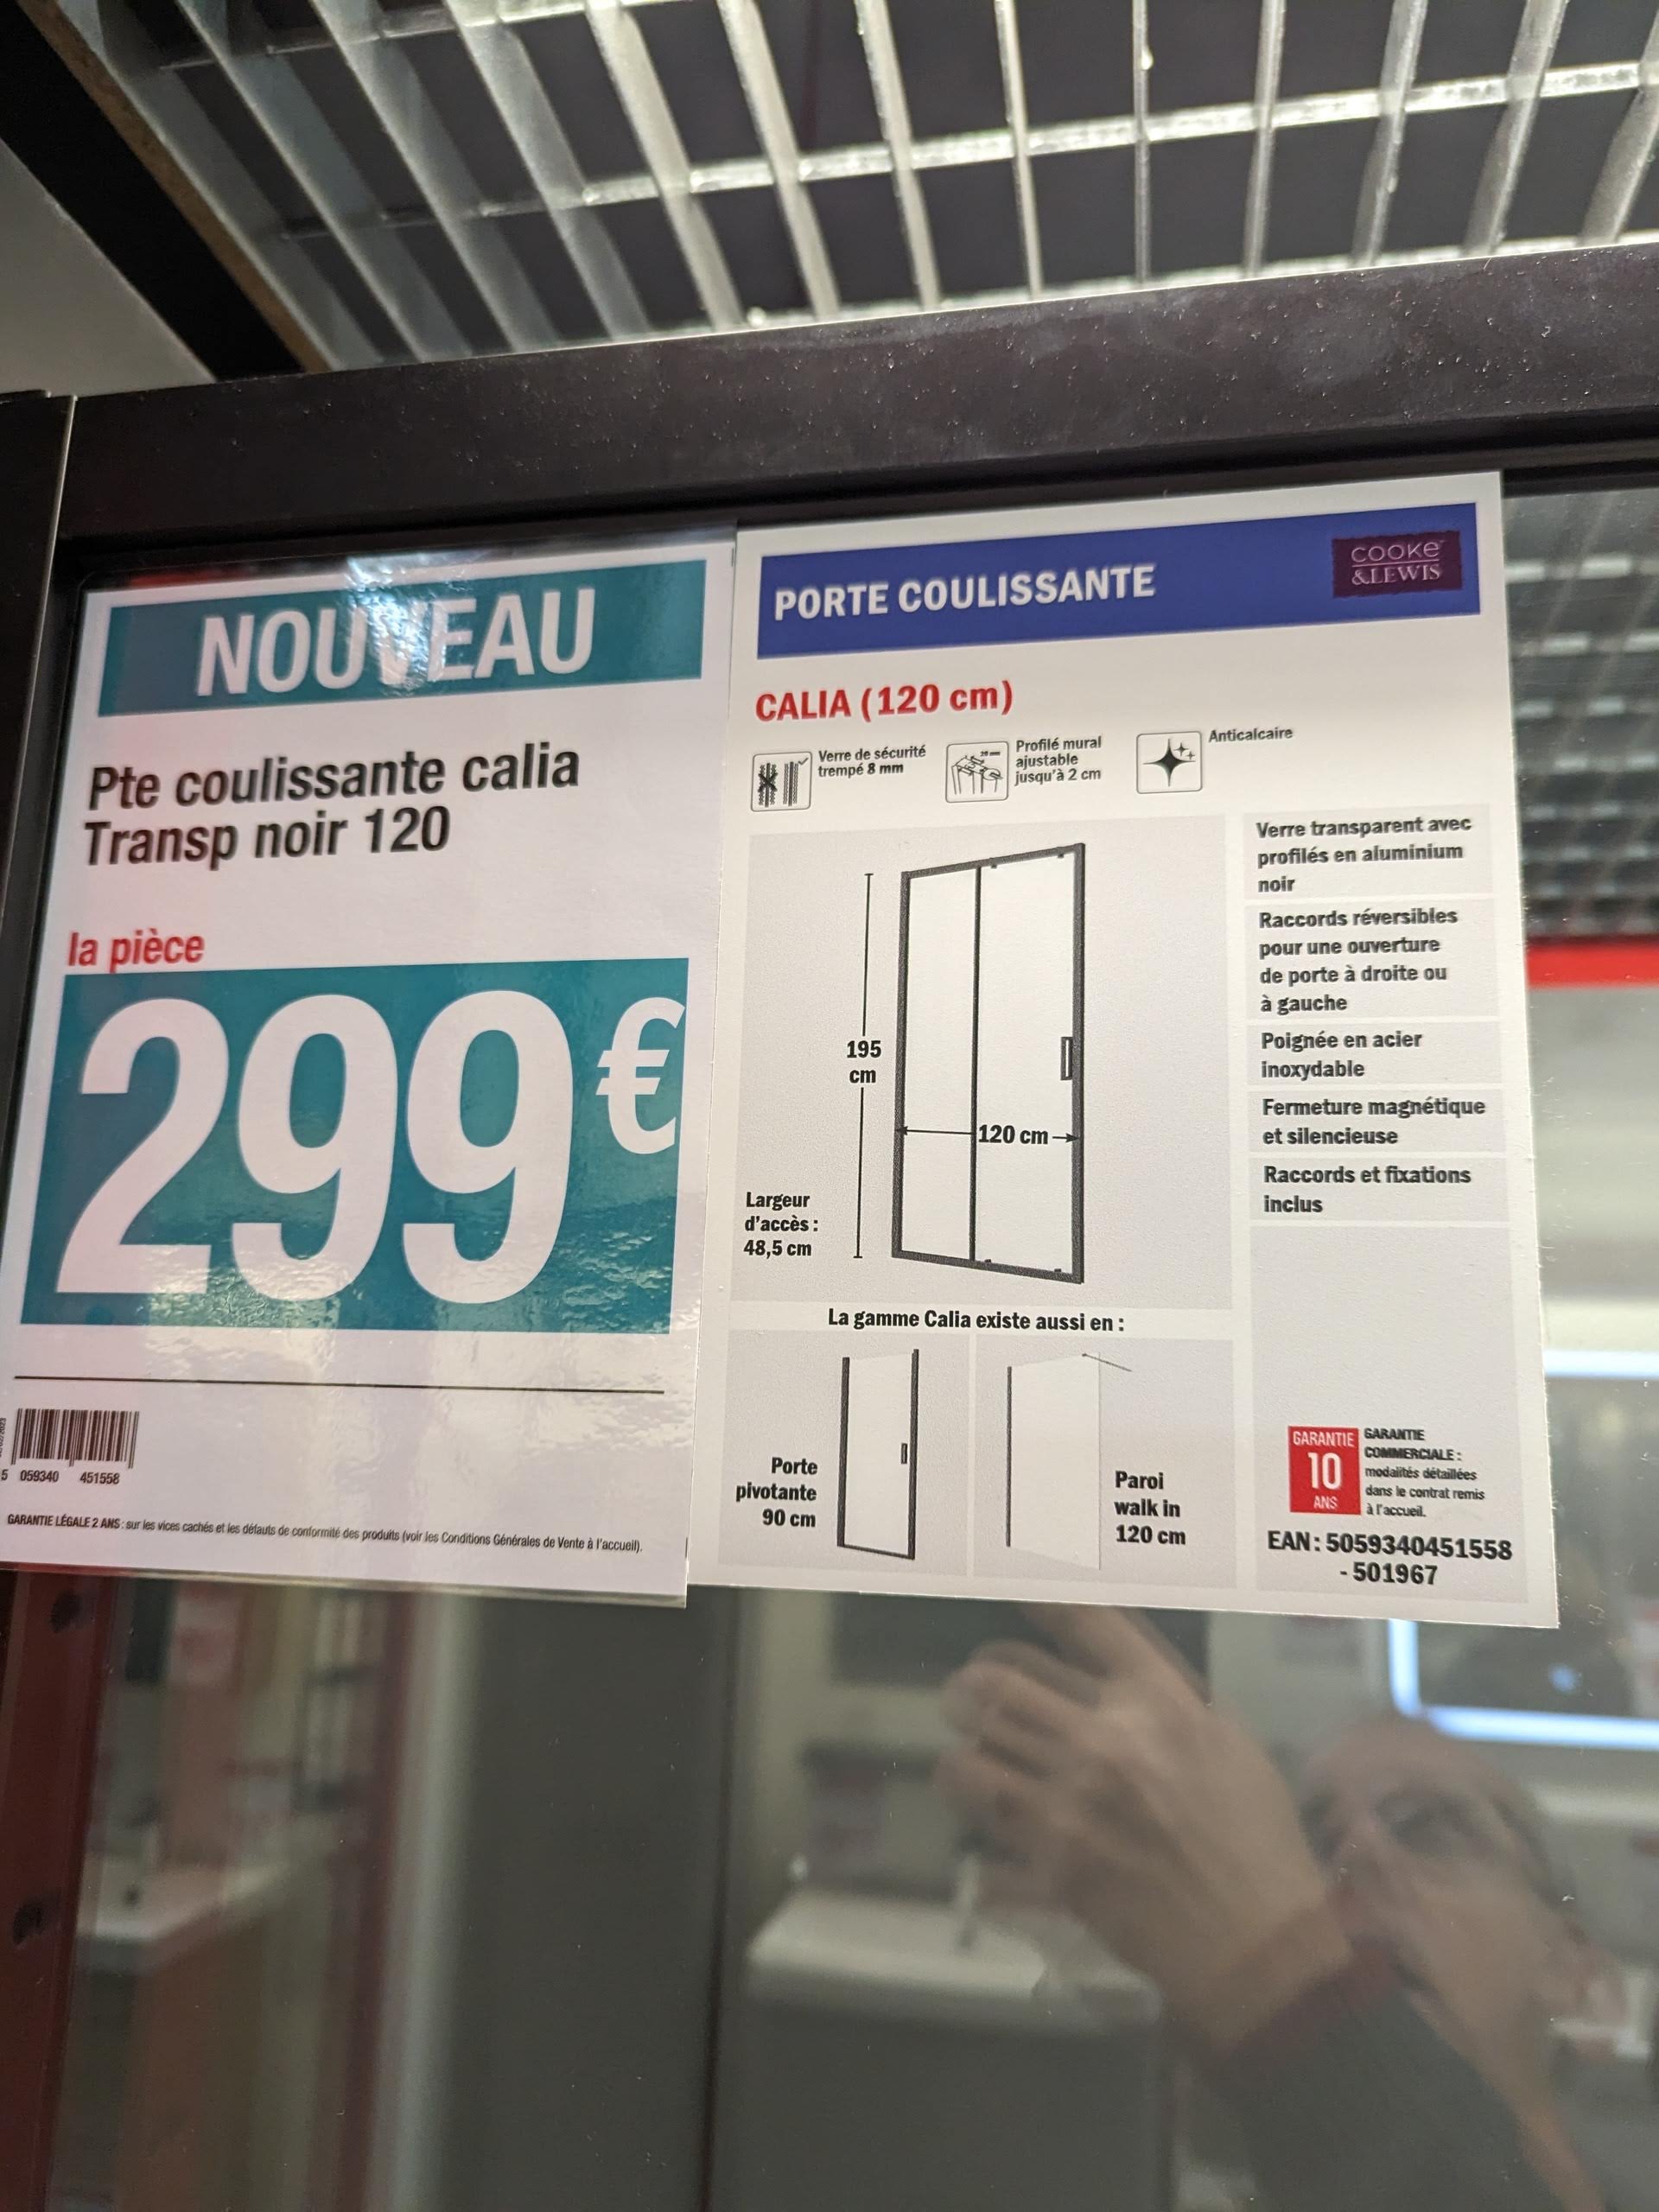 NOUVEAU
Pte coulissante calia
Transp noir 120
la pièce
299 €
5 059340 451558
GARANTIE LÉGALE 2 ANS : sur les vices cachés et les défauts de conformité des produits (voir les Conditions Générales de Vente à l'accueil).
PORTE COULISSANTE
COOKe
&LEWIS
CALIA (120 cm)
Verre de sécurité
trempé 8 mm
Profilé mural
ajustable
jusqu'à 2 cm
Anticalcaire
195
cm
120 cm
Largeur
d'accès :
48,5 cm
Verre transparent avec
profilés en aluminium
noir
Raccords réversibles
pour une ouverture
de porte à droite ou
à gauche
Poignée en acier
inoxydable
Fermeture magnétique
et silencieuse
Raccords et fixations
inclus
La gamme Calia existe aussi en :
Porte
pivotante
90 cm
Paroi
walk in
120 cm
GARANTIE
10
ANS
GARANTIE
COMMERCIALE :
modalités détaillées
dans le contrat remis
à l'accueil.
EAN : 5059340451558
- 501967